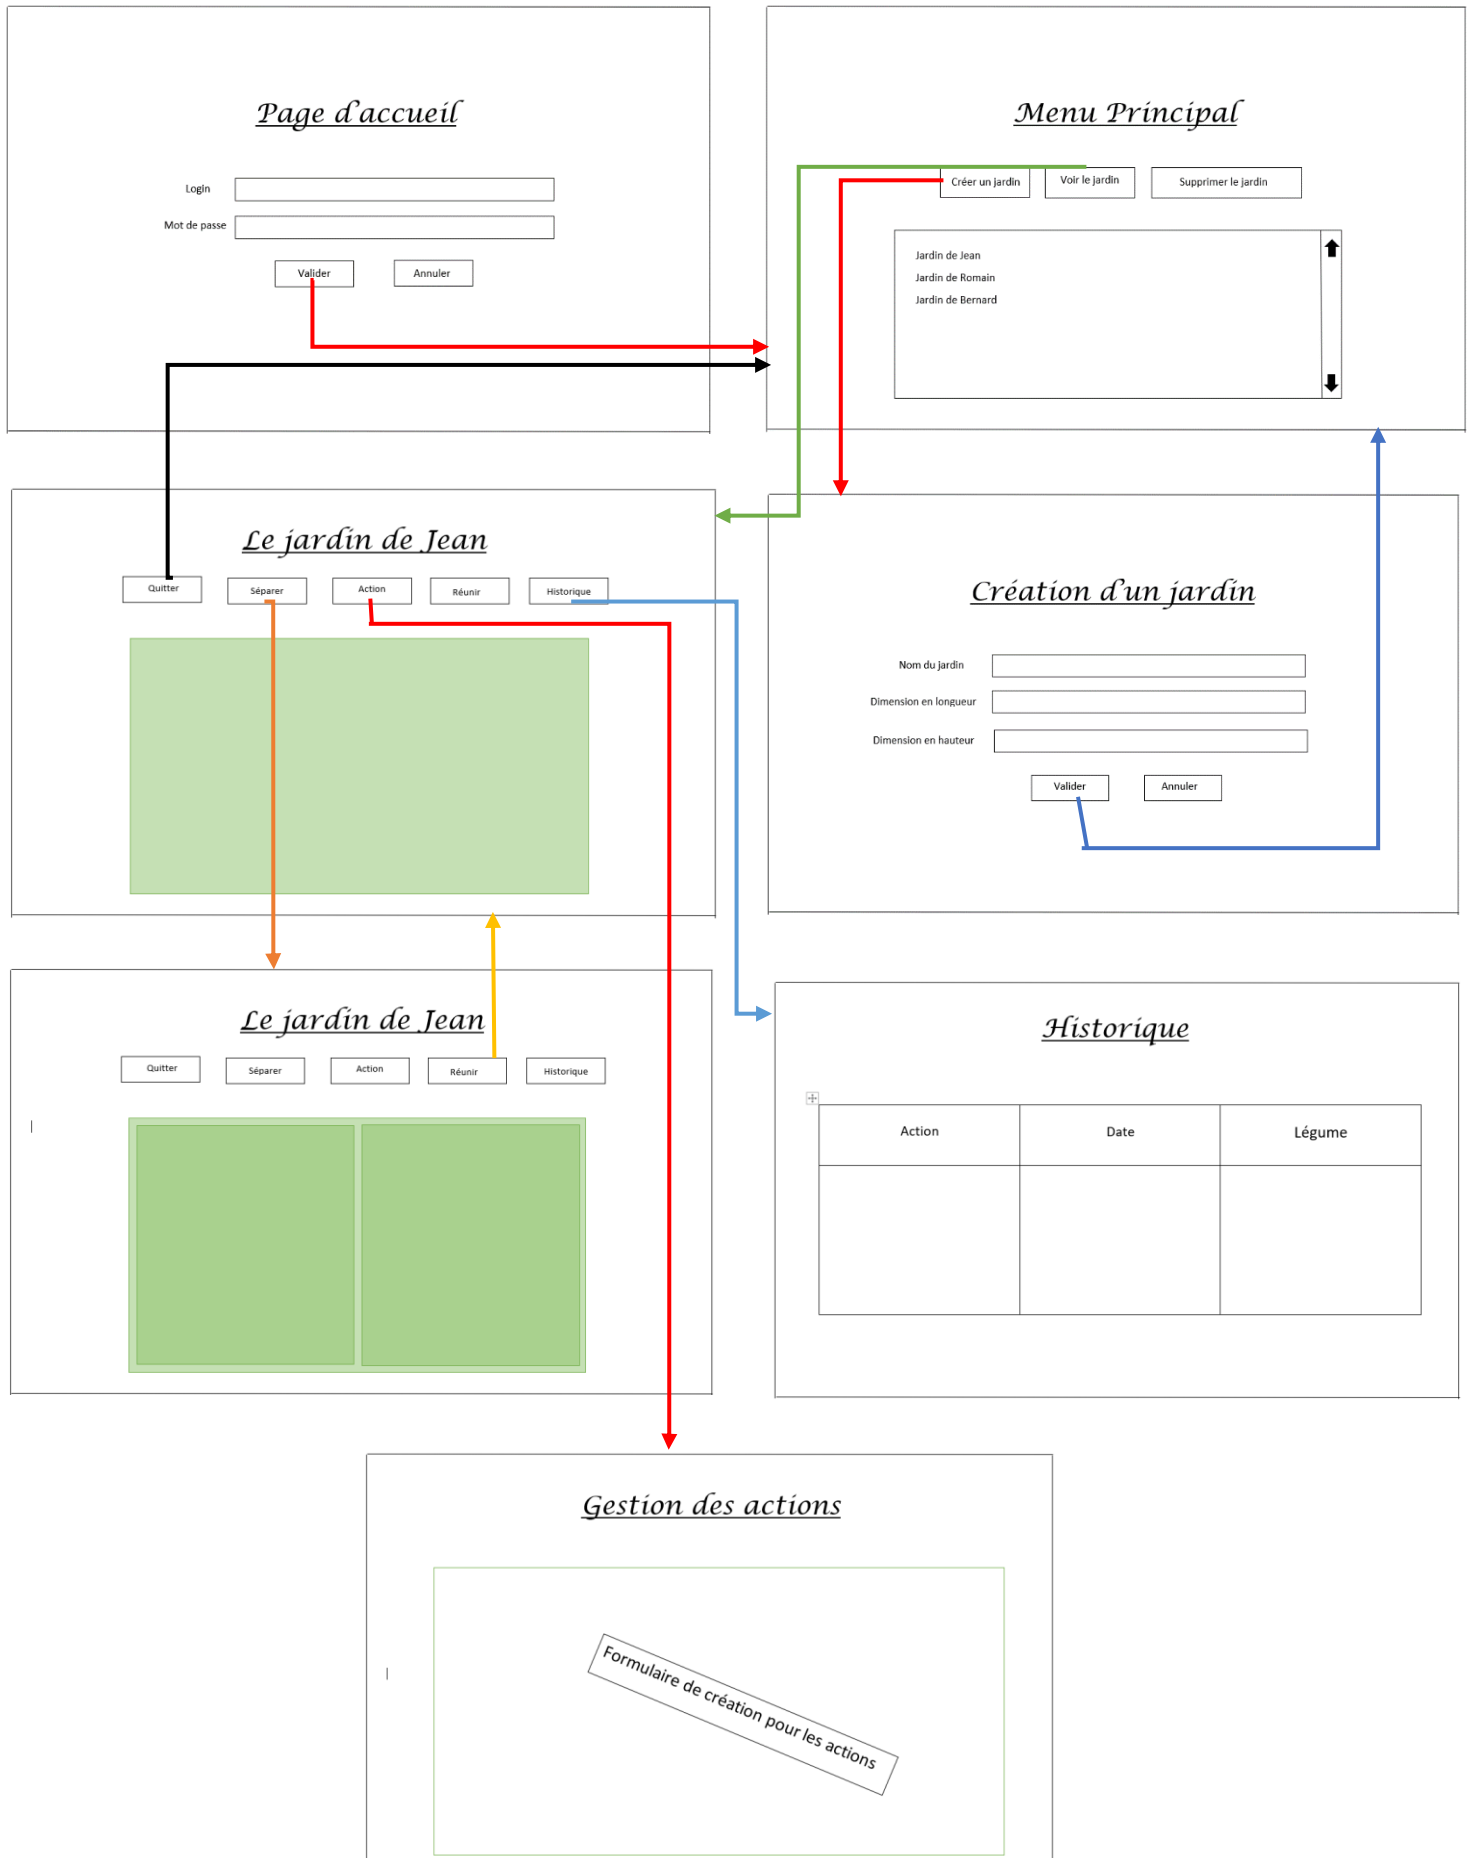 Page d'accueil
Login
Mot de passe
Valider
Annuler
Menu Principal
Créer un jardin
Voir le jardin
Supprimer le jardin
Jardin de Jean
Jardin de Romain
Jardin de Bernard
Le jardin de Jean
Quitter
Séparer
Action
Réunir
Historique
Création d'un jardin
Nom du jardin
Dimension en longueur
Dimension en hauteur
Valider
Annuler
Le jardin de Jean
Quitter
Séparer
Action
Réunir
Historique
Historique
Action
Date
Légume
Gestion des actions
Formulaire de création pour les actions